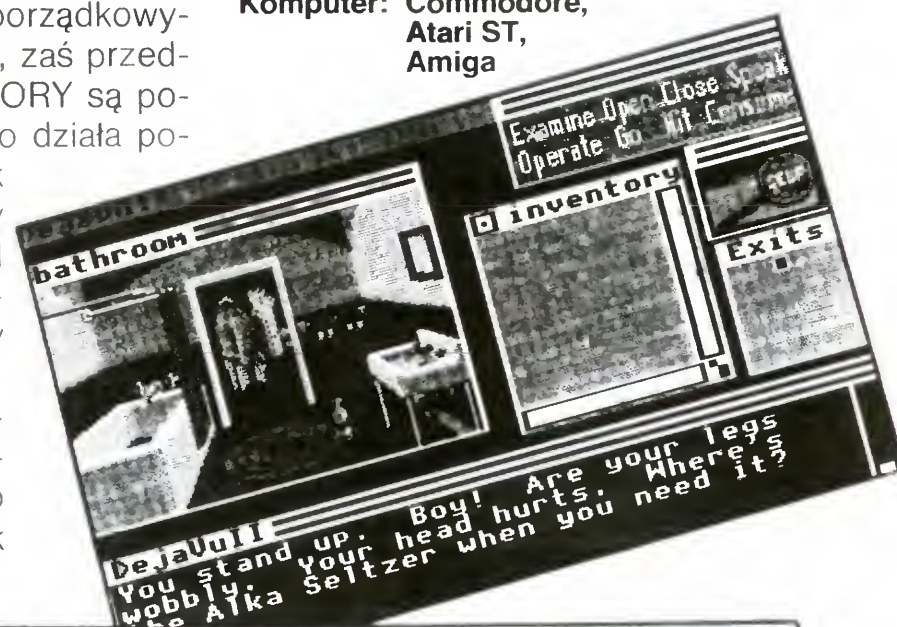 porządkowy-
, zaś przed-
ORY są po-
o działa po-
k
Komputer: Commodore,
Atari ST,
Amiga
DejaVuII
bathroom
Examine Open Close Speak
Operate Go Hit Consume
inventory
Exits
DejaVuII
You stand up. Boy! Are your legs
wobbly. Your head hurts. Where's
the Alka Seltzer when you need it?